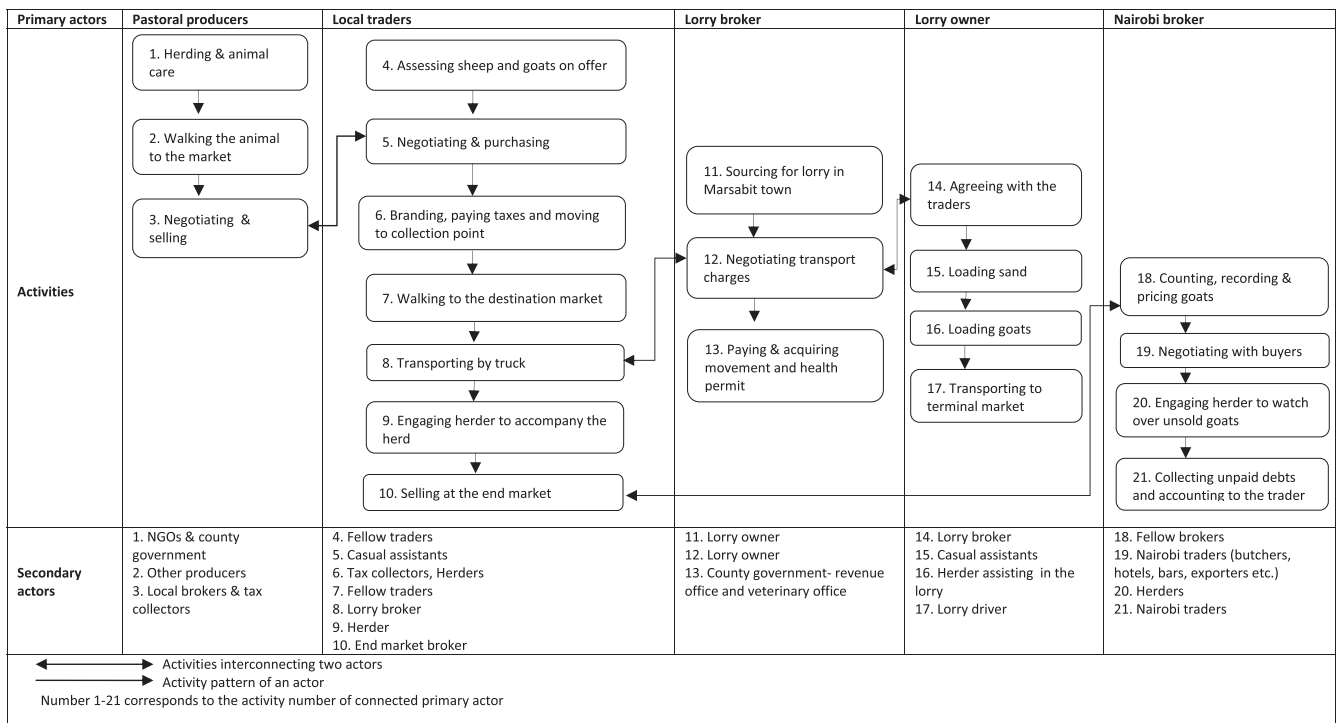 Primary actors
Pastoral producers
Local traders
Lorry broker
Lorry owner
Nairobi broker
Activities
1. Herding & animal
care
2. Walking the animal
to the market
3. Negotiating &
selling
4. Assessing sheep and goats on offer
5. Negotiating & purchasing
6. Branding, paying taxes and moving
to collection point
7. Walking to the destination market
8. Transporting by truck
9. Engaging herder to accompany the
herd
10. Selling at the end market
11. Sourcing for lorry in
Marsabit town
12. Negotiating transport
charges
13. Paying & acquiring
movement and health
permit
14. Agreeing with the
traders
15. Loading sand
16. Loading goats
17. Transporting to
terminal market
18. Counting, recording &
pricing goats
19. Negotiating with buyers
20. Engaging herder to watch
over unsold goats
21. Collecting unpaid debts
and accounting to the trader
Secondary
actors
1. NGOs & county
government
2. Other producers
3. Local brokers & tax
collectors
4. Fellow traders
5. Casual assistants
6. Tax collectors, Herders
7. Fellow traders
8. Lorry broker
9. Herder
10. End market broker
11. Lorry owner
12. Lorry owner
13. County government- revenue
office and veterinary office
14. Lorry broker
15. Casual assistants
16. Herder assisting in the
lorry
17. Lorry driver
18. Fellow brokers
19. Nairobi traders (butchers,
hotels, bars, exporters etc.)
20. Herders
21. Nairobi traders
Activities interconnecting two actors
Activity pattern of an actor
Number 1-21 corresponds to the activity number of connected primary actor